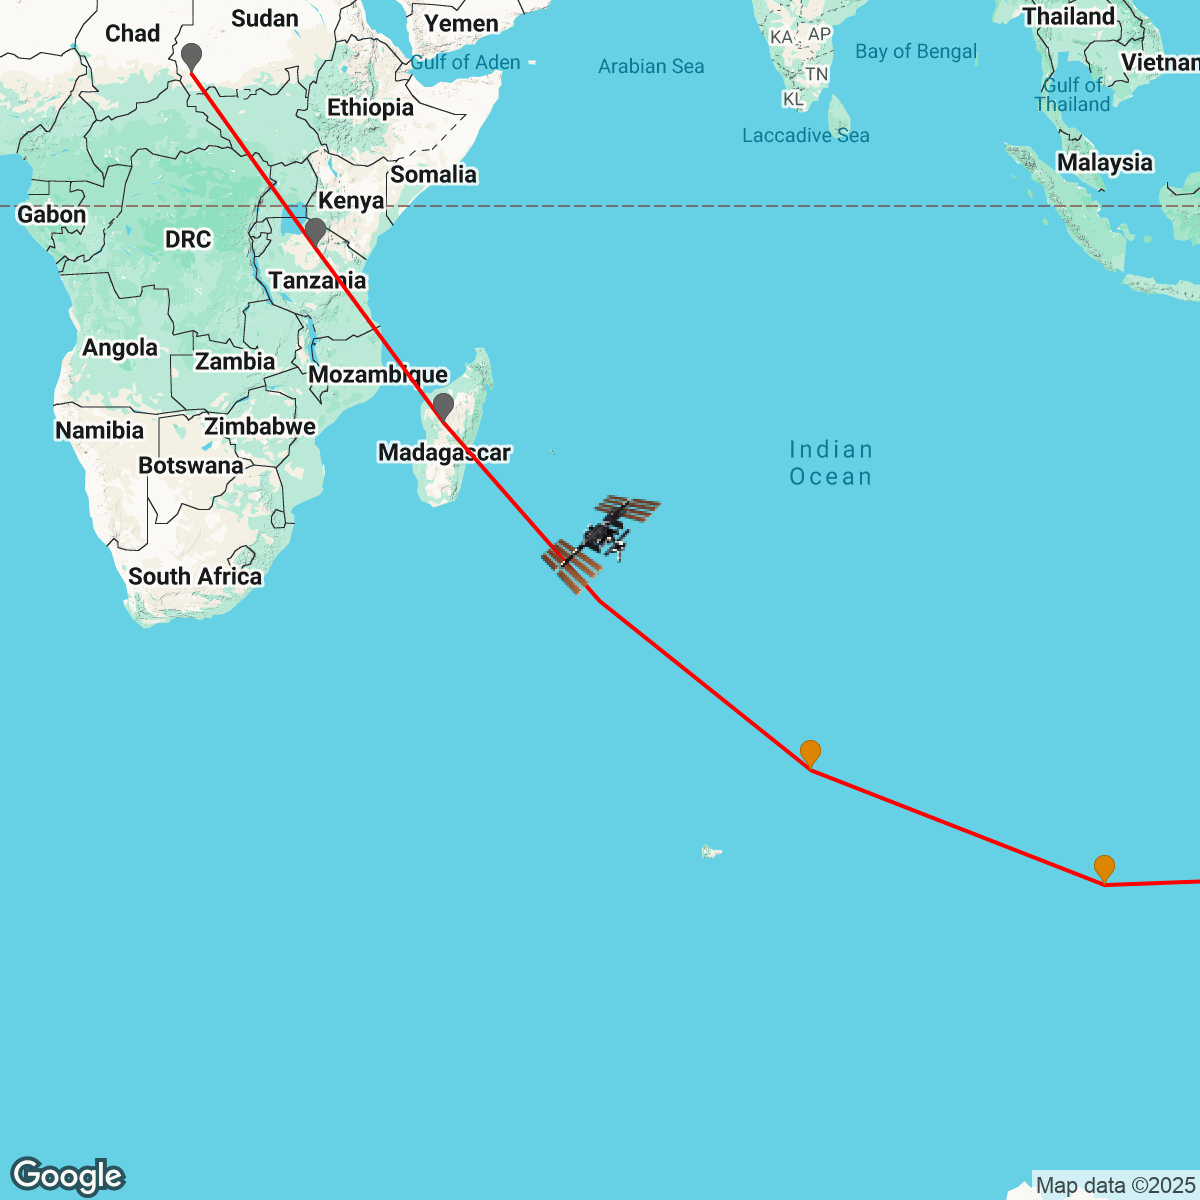 Sudan
Chad
Yemen
Thailand
KA
AP
Bay of Bengal
Gulf of Aden
Arabian Sea
Vietnam
TN
Gulf of
Thailand
KL
Ethiopia
Laccadive Sea
Malaysia
Somalia
Kenya
Gabon
DRC
Tanzania
Angola
Zambia
Mozambique
Zimbabwe
Namibia
Madagascar
Indian
Ocean
Botswana
South Africa
Google
Map data ©2025